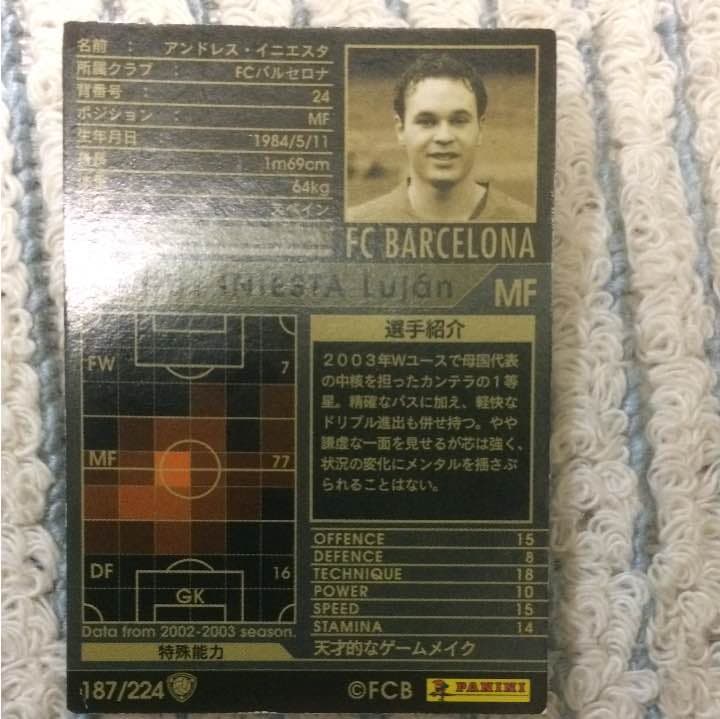 名前 : アンドレス・イニエスタ
所属クラブ : FCバルセロナ
背番号 : 24
ポジション : MF
生年月日 1984/5/11
身長 1m69cm
64kg
スペイン
FC BARCELONA
INIESTA Luján
MF
FW 7
MF 77
DF 16
GK
Data from 2002-2003 season.
特殊能力
選手紹介
2003年Wユースで母国代表
の中核を担ったカンテラの1等
星。精確なパスに加え、軽快な
ドリブル進出も併せ持つ。やや
謙虚な一面を見せるが芯は強く、
状況の変化にメンタルを揺さぶ
られることはない。
OFFENCE 15
DEFENCE 8
TECHNIQUE 18
POWER 10
SPEED 15
STAMINA 14
天才的なゲームメイク
187/224
©FCB
PANINI